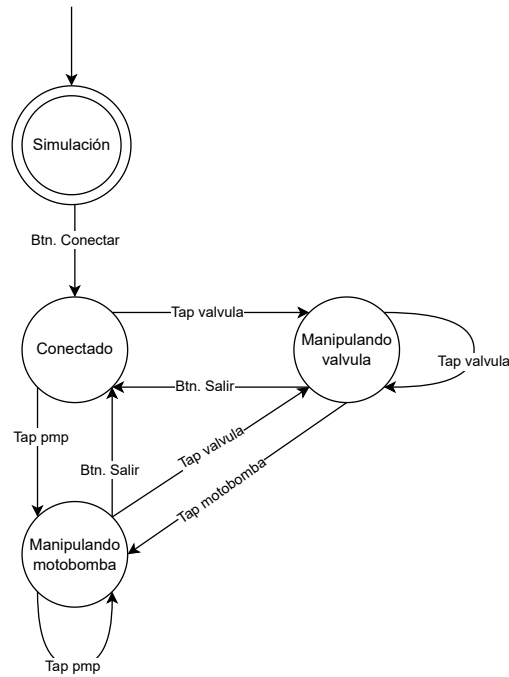 Simulación
Btn. Conectar
Tap valvula
Conectado
Manipulando
valvula
Tap valvula
Btn. Salir
Tap pmp
Tap valvula
Btn. Salir
Tap motobomba
Manipulando
motobomba
Tap pmp